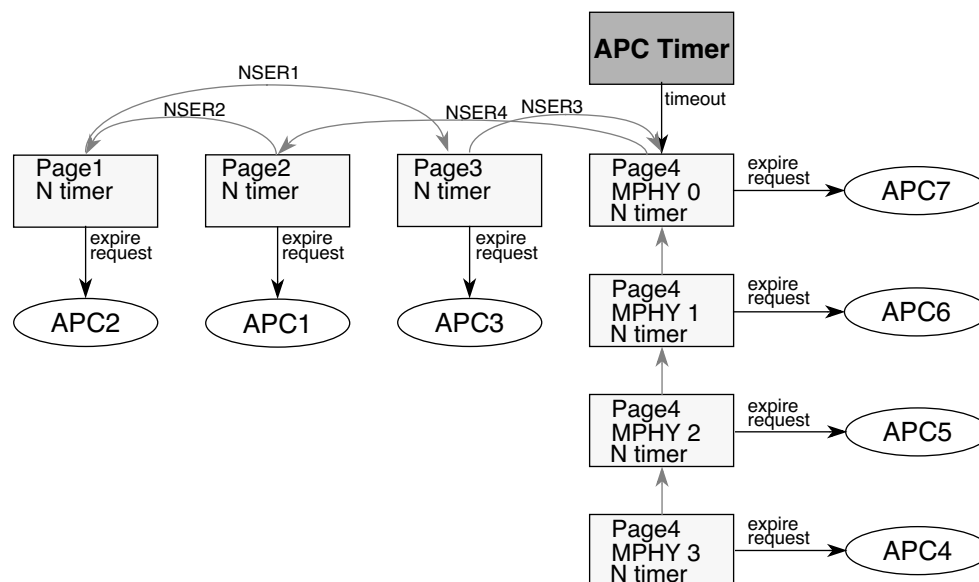 APC Timer
timeout
NSER1
NSER2
NSER4
NSER3
Page1
N timer
Page2
N timer
Page3
N timer
Page4
MPHY 0
N timer
expire
request
APC7
expire
request
expire
request
expire
request
APC2
APC1
APC3
Page4
MPHY 1
N timer
expire
request
APC6
Page4
MPHY 2
N timer
expire
request
APC5
Page4
MPHY 3
N timer
expire
request
APC4